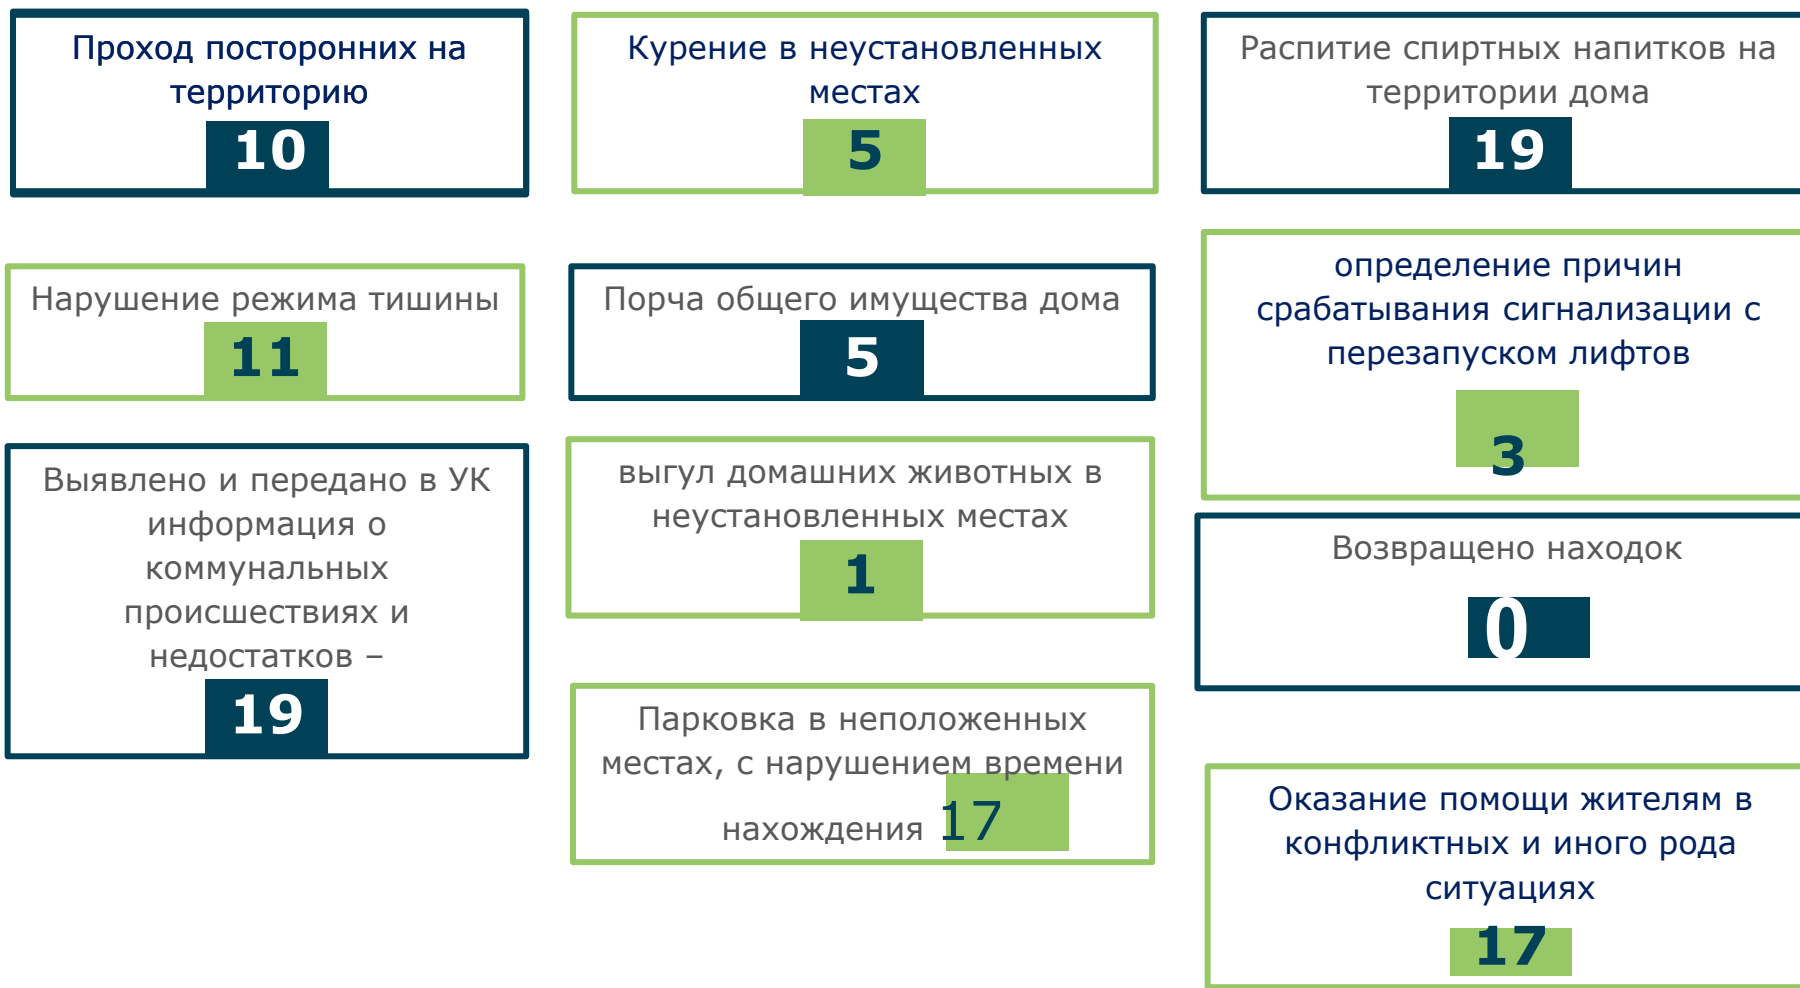 Проход посторонних на
территорию
10
Курение в неустановленных
местах
5
Распитие спиртных напитков на
территории дома
19
Нарушение режима тишины
11
Порча общего имущества дома
5
определение причин
срабатывания сигнализации с
перезапуском лифтов
3
Выявлено и передано в УК
информация о
коммунальных
происшествиях и
недостатков –
19
выгул домашних животных в
неустановленных местах
1
Возвращено находок
0
Парковка в неположенных
местах, с нарушением времени
нахождения 17
Оказание помощи жителям в
конфликтных и иного рода
ситуациях
17